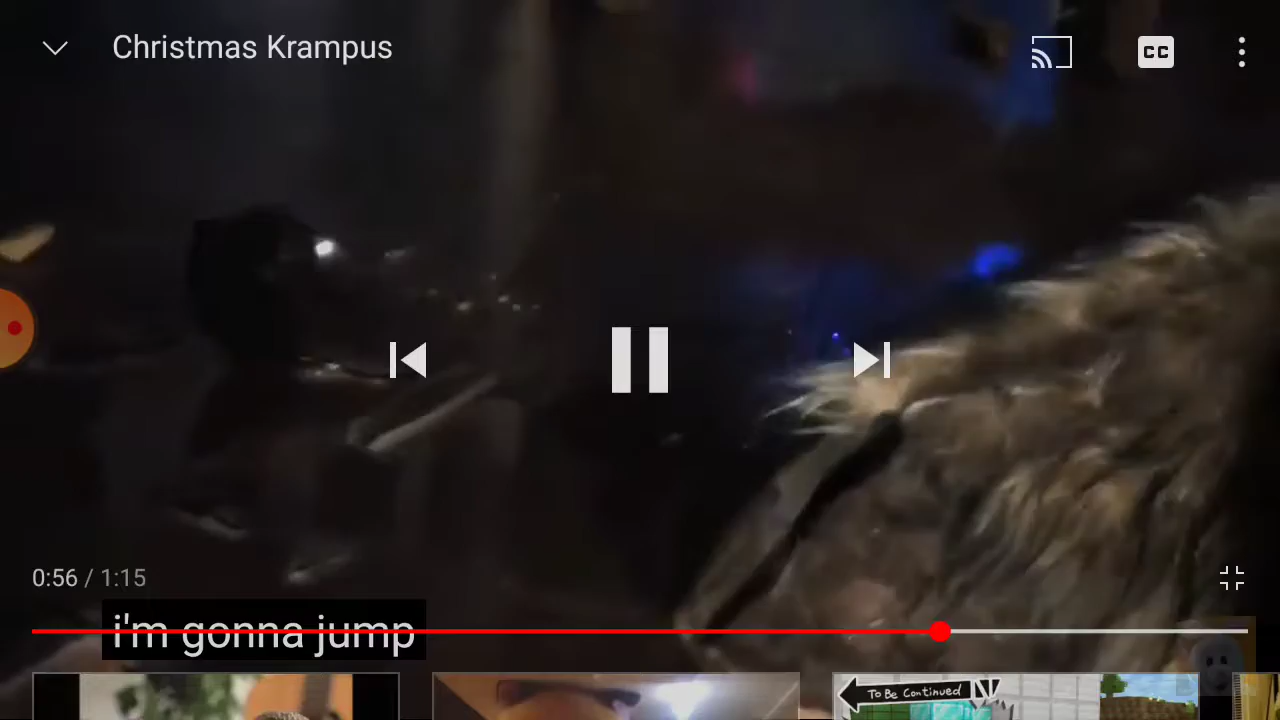 Christmas Krampus
CC
0:56 / 1:15
i'm gonna jump
TO BE CONTINUED